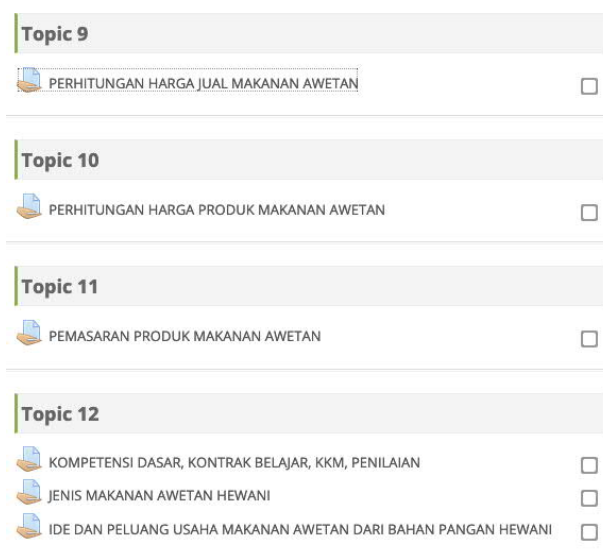 Topic 9
PERHITUNGAN HARGA JUAL MAKANAN AWETAN
Topic 10
PERHITUNGAN HARGA PRODUK MAKANAN AWETAN
Topic 11
PEMASARAN PRODUK MAKANAN AWETAN
Topic 12
KOMPETENSI DASAR, KONTRAK BELAJAR, KKM, PENILAIAN
JENIS MAKANAN AWETAN HEWANI
IDE DAN PELUANG USAHA MAKANAN AWETAN DARI BAHAN PANGAN HEWANI